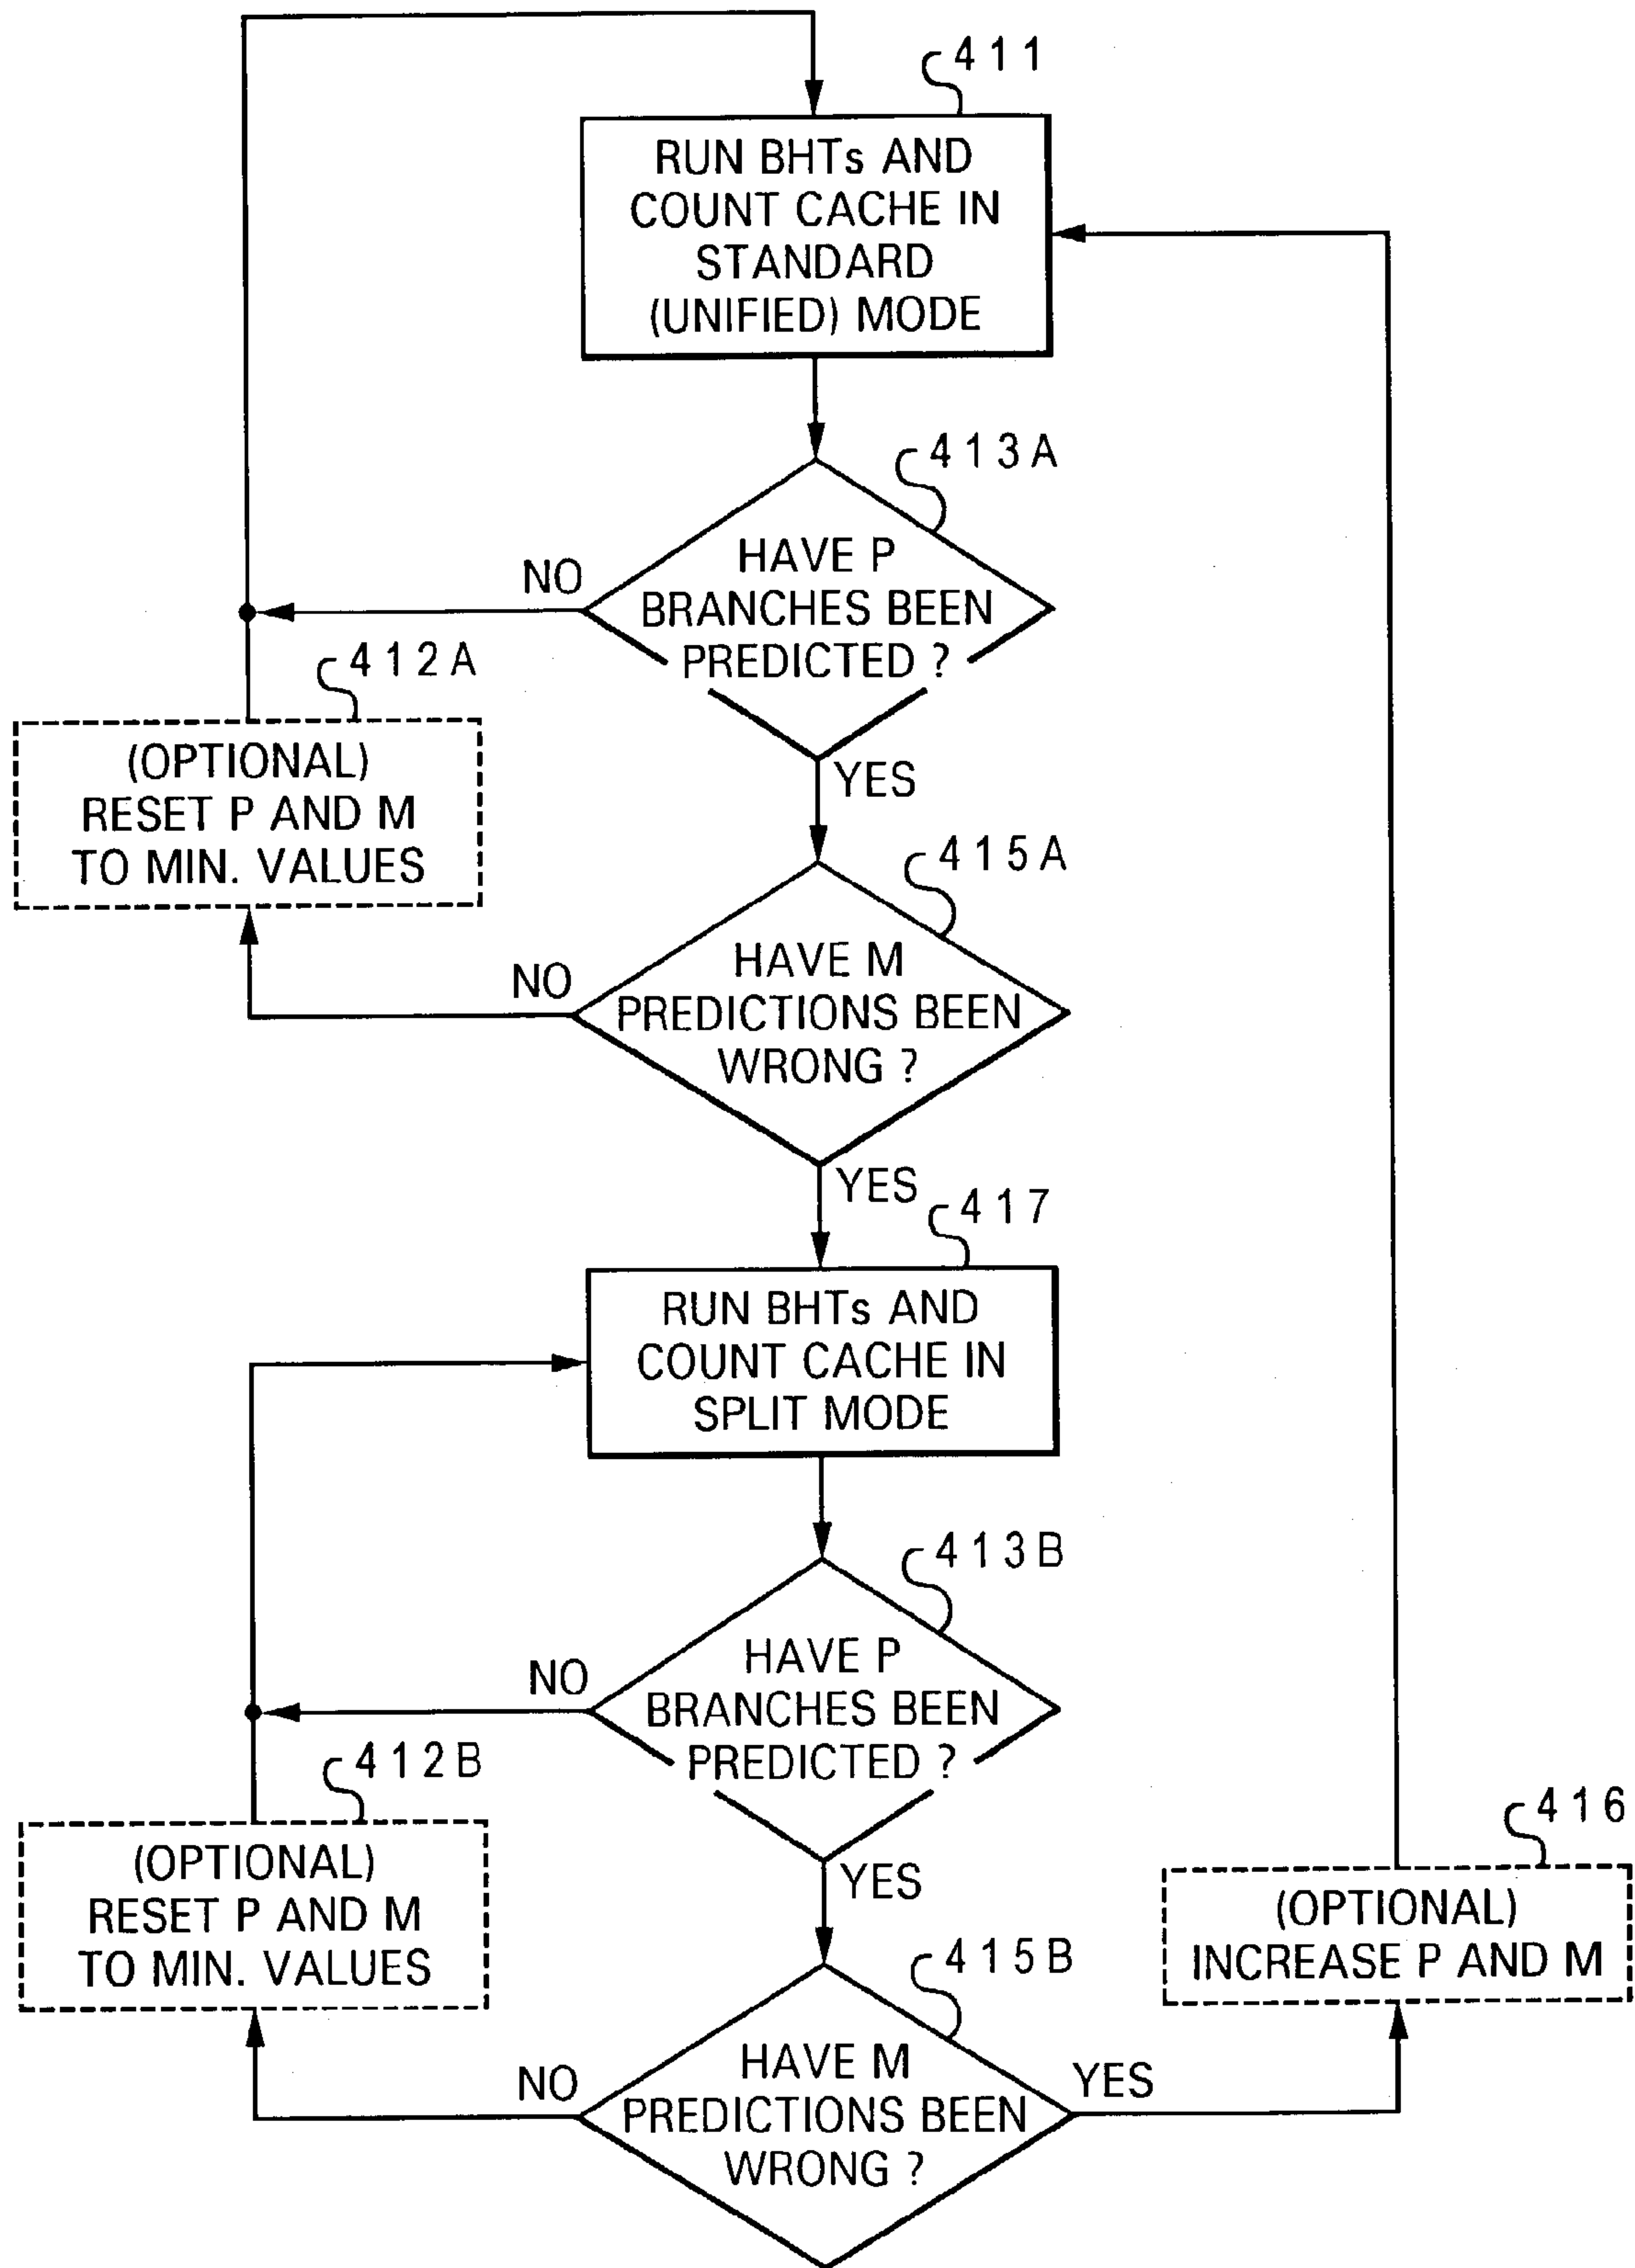 411
RUN BHTs AND
COUNT CACHE IN
STANDARD
(UNIFIED) MODE
413A
HAVE P
BRANCHES BEEN
PREDICTED ?
NO
YES
412A
(OPTIONAL)
RESET P AND M
TO MIN. VALUES
415A
HAVE M
PREDICTIONS BEEN
WRONG ?
NO
YES
417
RUN BHTs AND
COUNT CACHE IN
SPLIT MODE
413B
HAVE P
BRANCHES BEEN
PREDICTED ?
NO
YES
412B
(OPTIONAL)
RESET P AND M
TO MIN. VALUES
416
(OPTIONAL)
INCREASE P AND M
415B
HAVE M
PREDICTIONS BEEN
WRONG ?
NO
YES